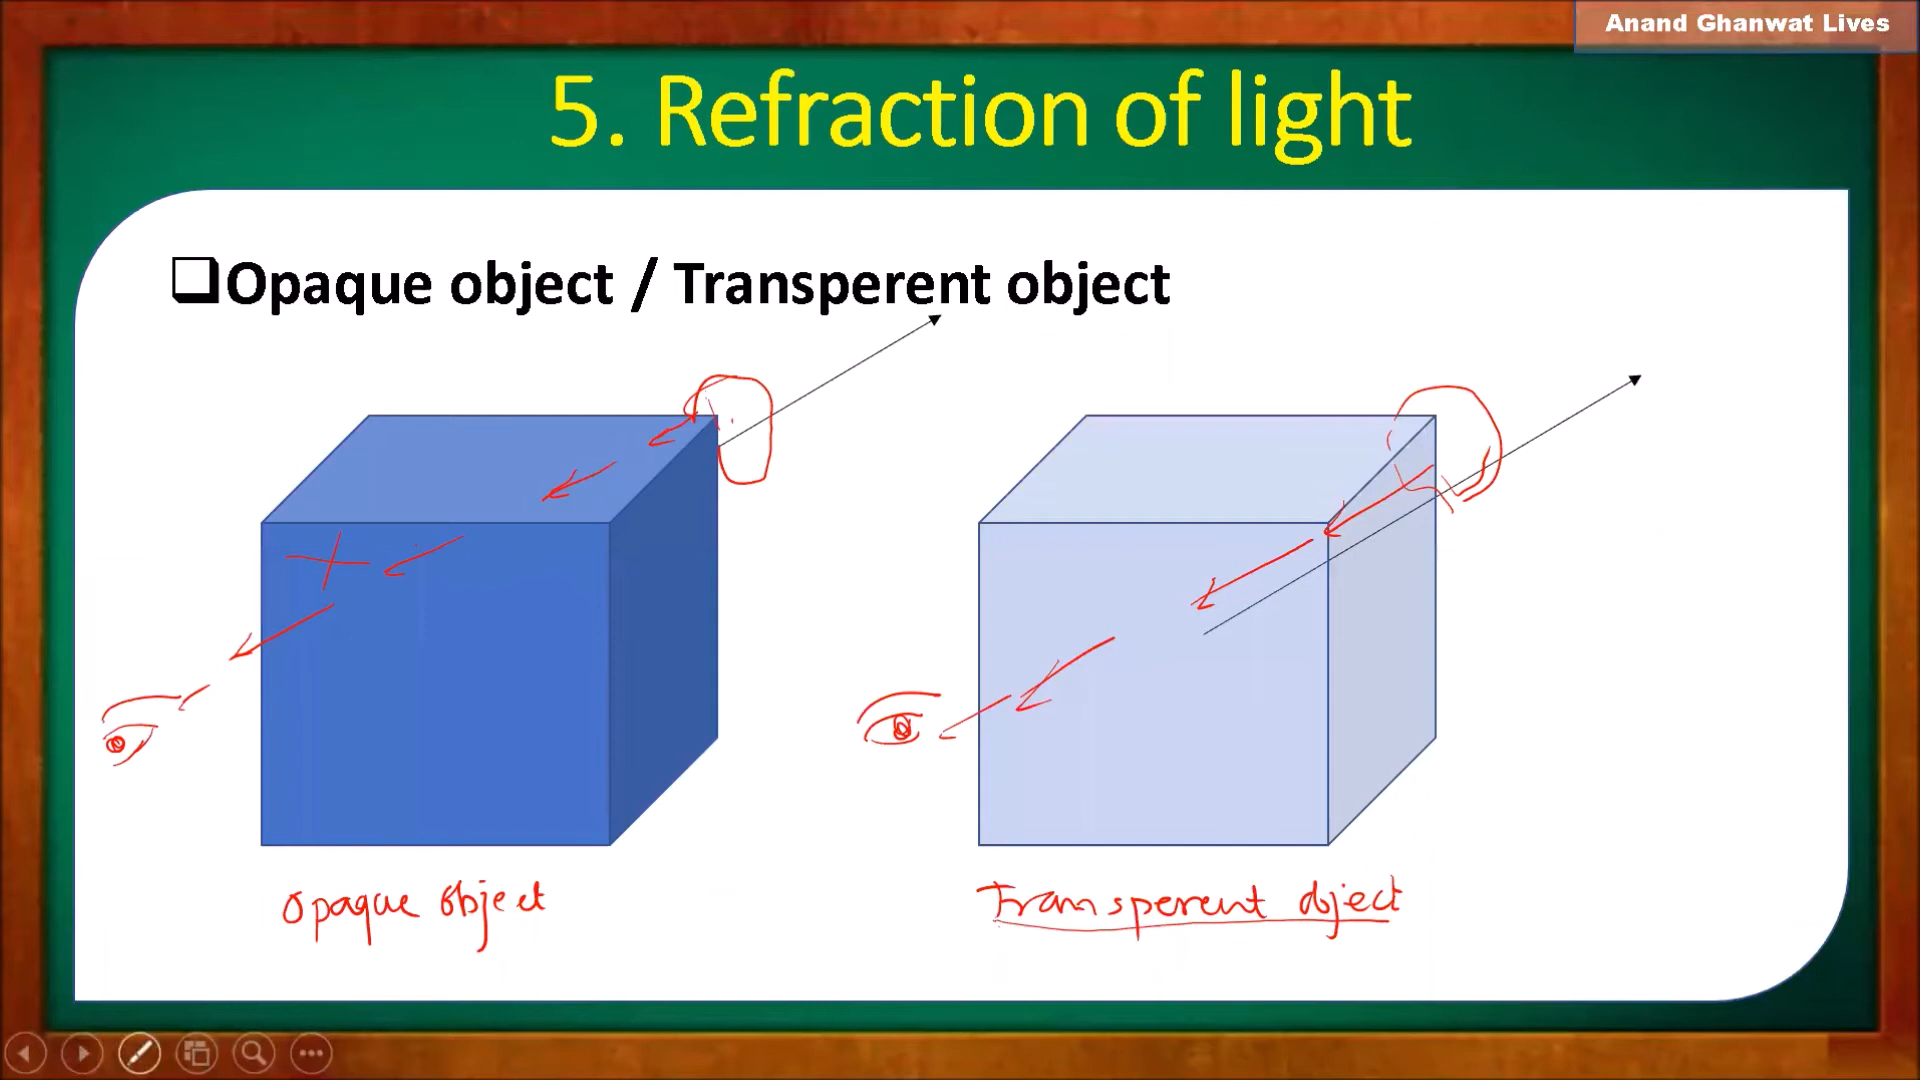 Anand Ghanwat Lives
5. Refraction of light
Opaque object / Transperent object
opaque object
Transperent object